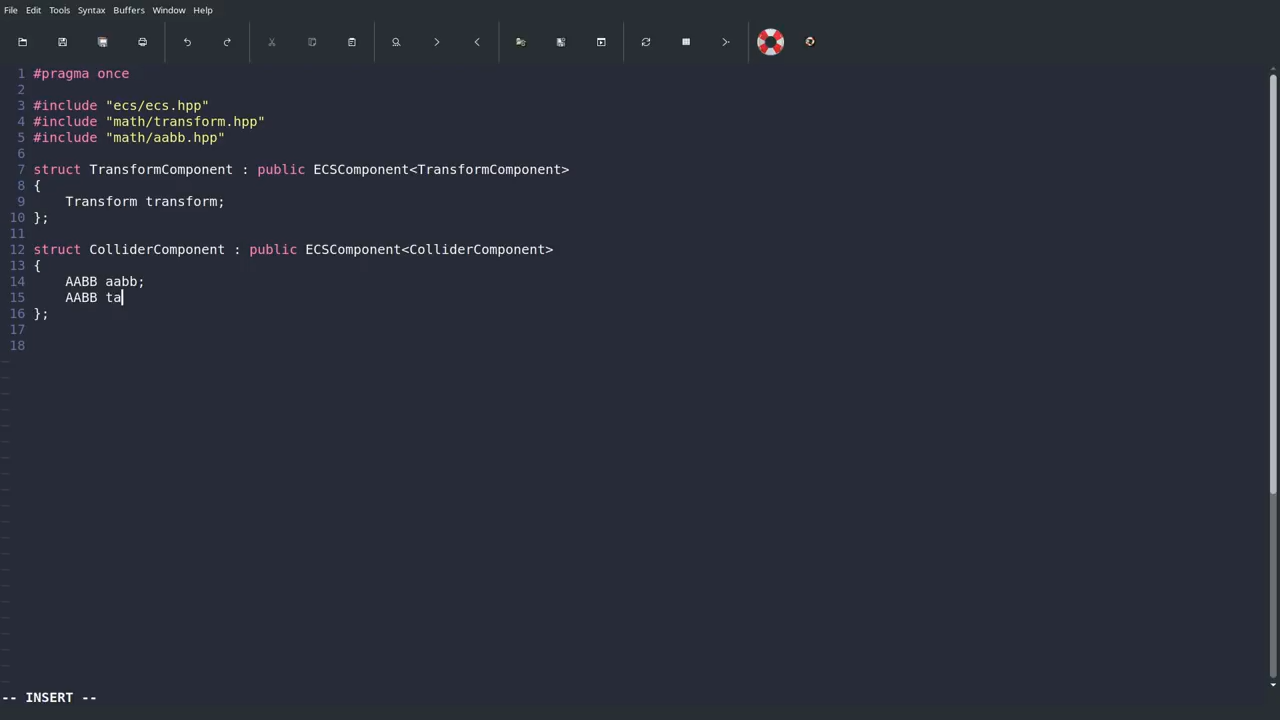 File Edit Tools Syntax Buffers Window Help
1 #pragma once
2
3 #include "ecs/ecs.hpp"
4 #include "math/transform.hpp"
5 #include "math/aabb.hpp"
6
7 struct TransformComponent : public ECSComponent<TransformComponent>
8 {
9     Transform transform;
10 };
11
12 struct ColliderComponent : public ECSComponent<ColliderComponent>
13 {
14     AABB aabb;
15     AABB ta
16 };
17
18
-- INSERT --